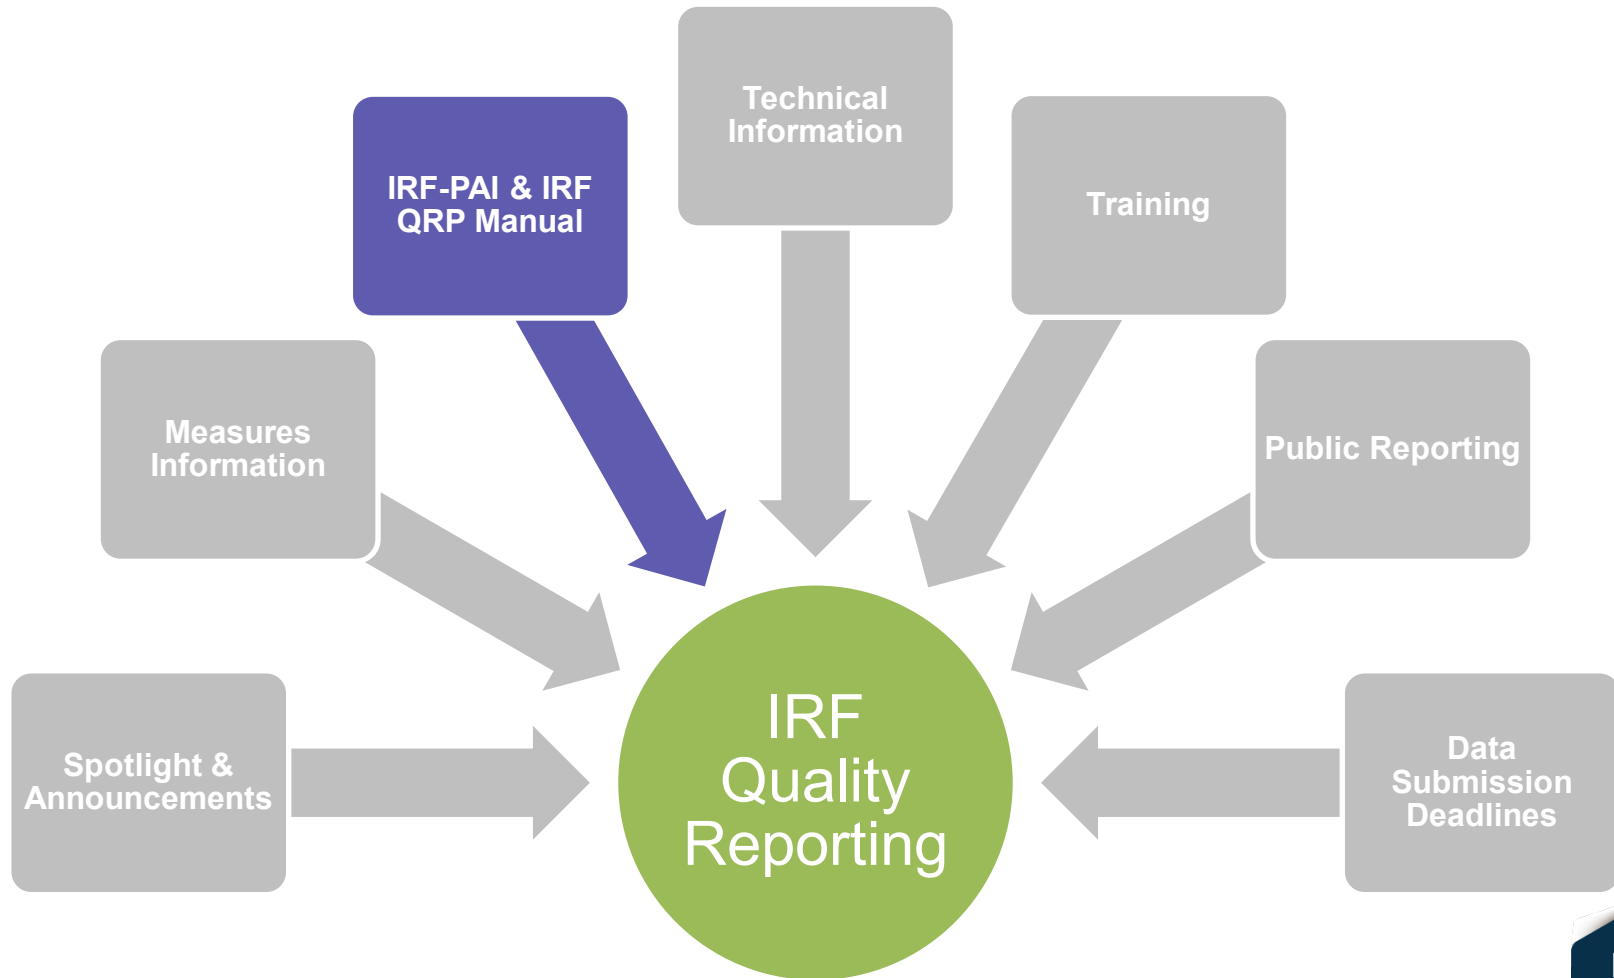 Technical
Information
IRF-PAI & IRF
QRP Manual
Training
Measures
Information
Public Reporting
Spotlight &
Announcements
IRF
Quality
Reporting
Data
Submission
Deadlines